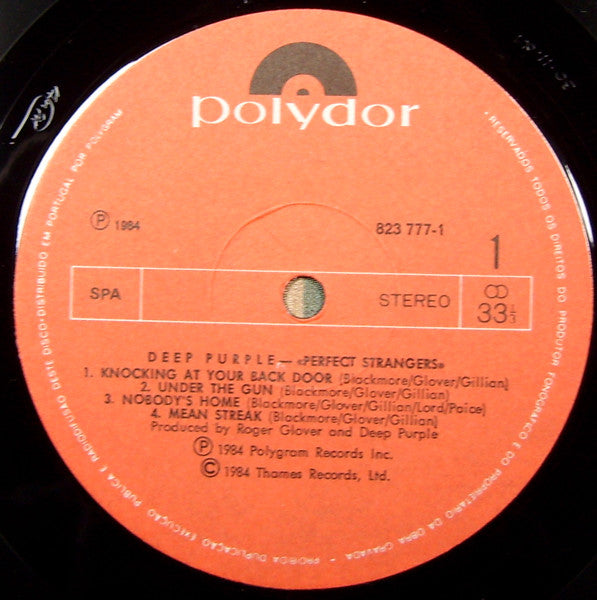 polydor
Ⓟ 1984
823 777-1
1
SPA
STEREO
33⅓
DEEP PURPLE — «PERFECT STRANGERS»
1. KNOCKING AT YOUR BACK DOOR (Blackmore/Glover/Gillian)
2. UNDER THE GUN (Blackmore/Glover/Gillian)
3. NOBODY'S HOME (Blackmore/Glover/Gillan/Lord/Paice)
4. MEAN STREAK (Blackmore/Glover/Gillian)
Produced by Roger Glover and Deep Purple
Ⓟ 1984 Polygram Records Inc.
© 1984 Thames Records, Ltd.
RESERVADOS TODOS OS DIREITOS DO PRODUTOR FONOGRÁFICO E DO PROPRIETÁRIO DA OBRA GRAVADA - PROIBIDA DUPLICAÇÃO EXECUÇÃO PUBLICA E RADIODIFUSÃO DESTE DISCO-DISTRIBUIDO EM PORTUGAL POR POLYGRAM